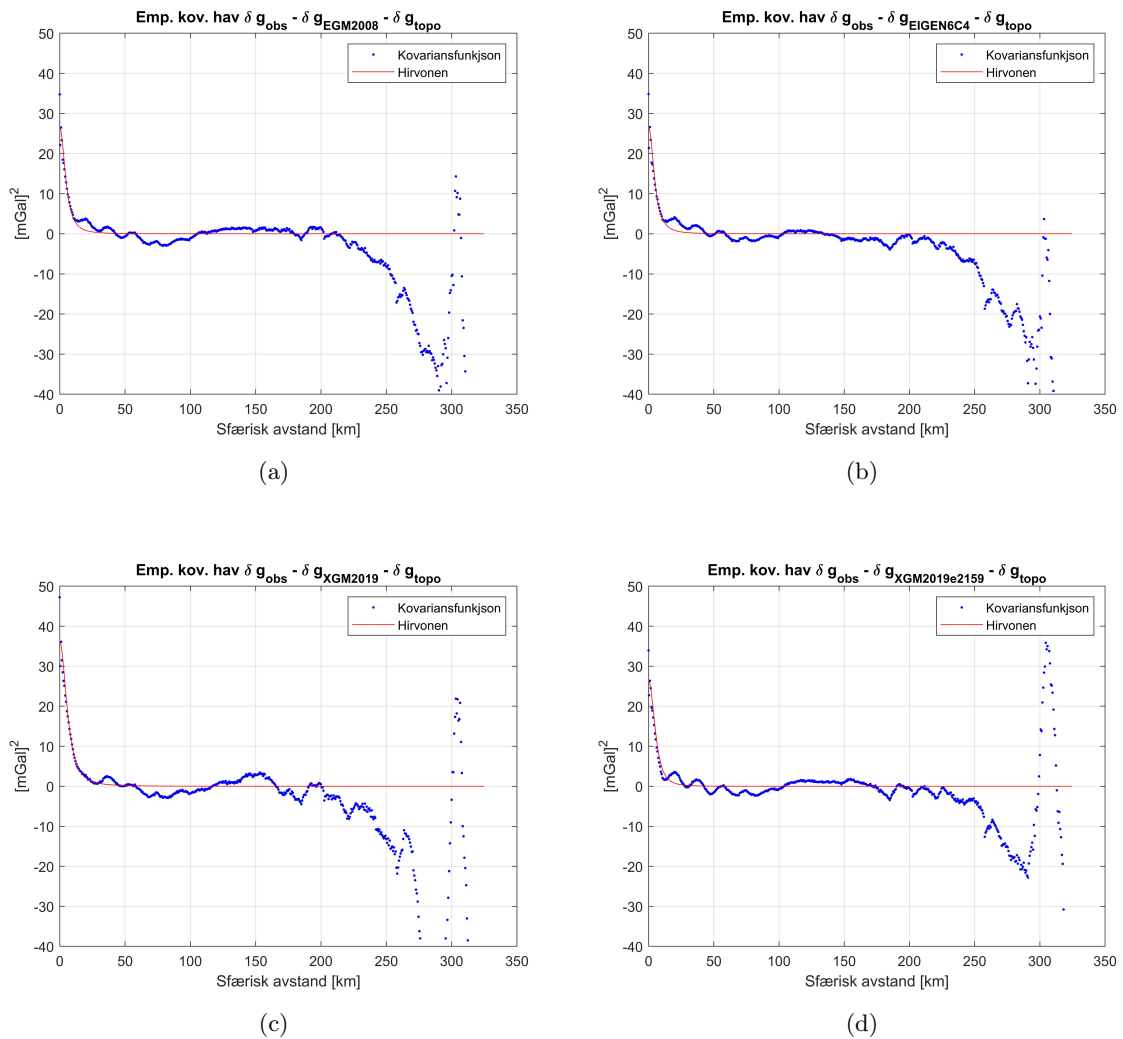 Emp. kov. hav δ g_obs - δ g_EGM2008 - δ g_topo
50
40
30
20
10
0
-10
-20
-30
-40
[mGal]^2
Kovariansfunkjson
Hirvonen
0 50 100 150 200 250 300 350
Sfærisk avstand [km]
(a)
Emp. kov. hav δ g_obs - δ g_EIGEN6C4 - δ g_topo
50
40
30
20
10
0
-10
-20
-30
-40
[mGal]^2
Kovariansfunkjson
Hirvonen
0 50 100 150 200 250 300 350
Sfærisk avstand [km]
(b)
Emp. kov. hav δ g_obs - δ g_XGM2019 - δ g_topo
50
40
30
20
10
0
-10
-20
-30
-40
[mGal]^2
Kovariansfunkjson
Hirvonen
0 50 100 150 200 250 300 350
Sfærisk avstand [km]
(c)
Emp. kov. hav δ g_obs - δ g_XGM2019e2159 - δ g_topo
50
40
30
20
10
0
-10
-20
-30
-40
[mGal]^2
Kovariansfunkjson
Hirvonen
0 50 100 150 200 250 300 350
Sfærisk avstand [km]
(d)